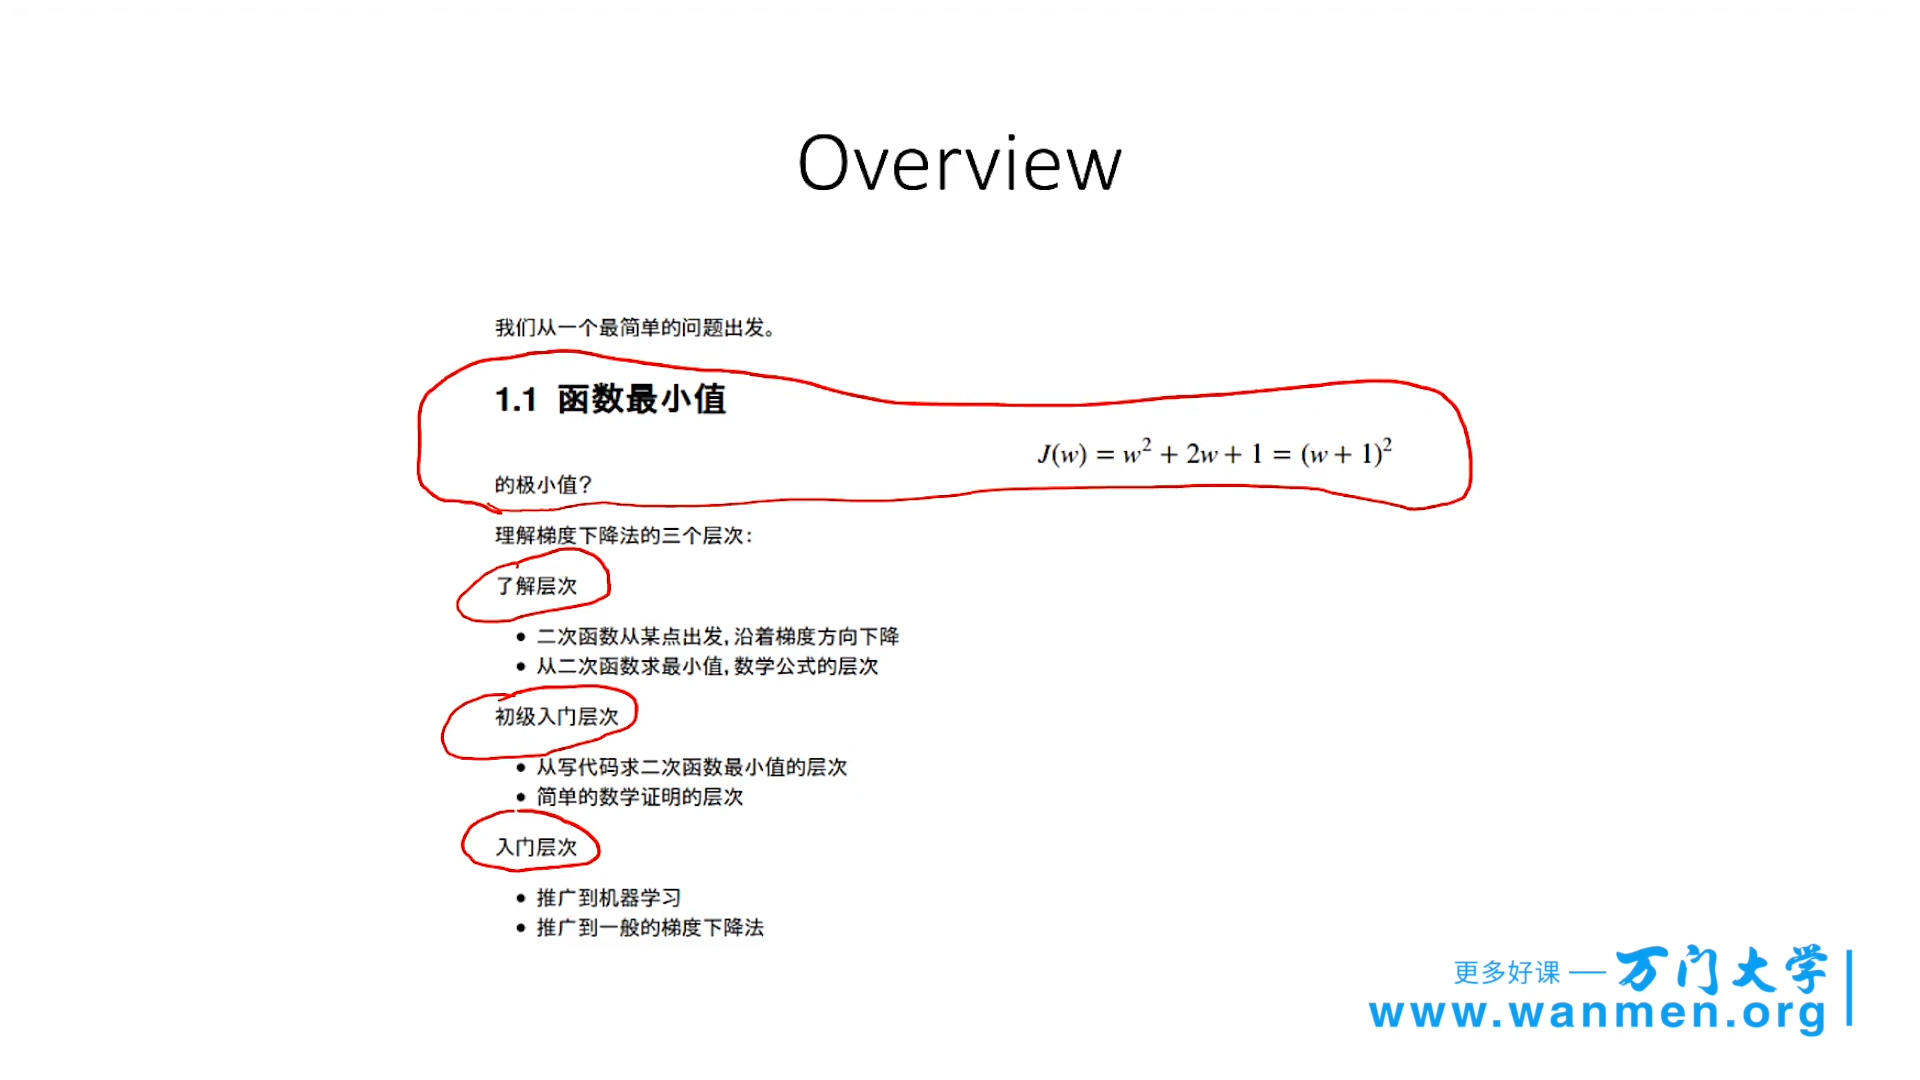 Overview
我们从一个最简单的问题出发。
1.1 函数最小值
J(w) = w² + 2w + 1 = (w + 1)²
的极小值?
理解梯度下降法的三个层次:
了解层次
• 二次函数从某点出发, 沿着梯度方向下降
• 从二次函数求最小值, 数学公式的层次
初级入门层次
• 从写代码求二次函数最小值的层次
• 简单的数学证明的层次
入门层次
• 推广到机器学习
• 推广到一般的梯度下降法
更多好课 — 万门大学
www.wanmen.org